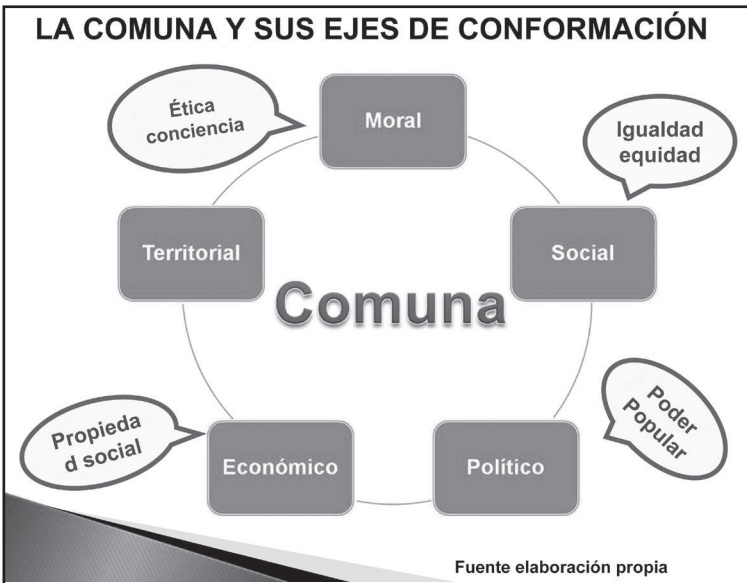 LA COMUNA Y SUS EJES DE CONFORMACIÓN
Ética
conciencia
Moral
Igualdad
equidad
Territorial
Social
Comuna
Propieda
d social
Económico
Político
Poder
Popular
Fuente elaboración propia